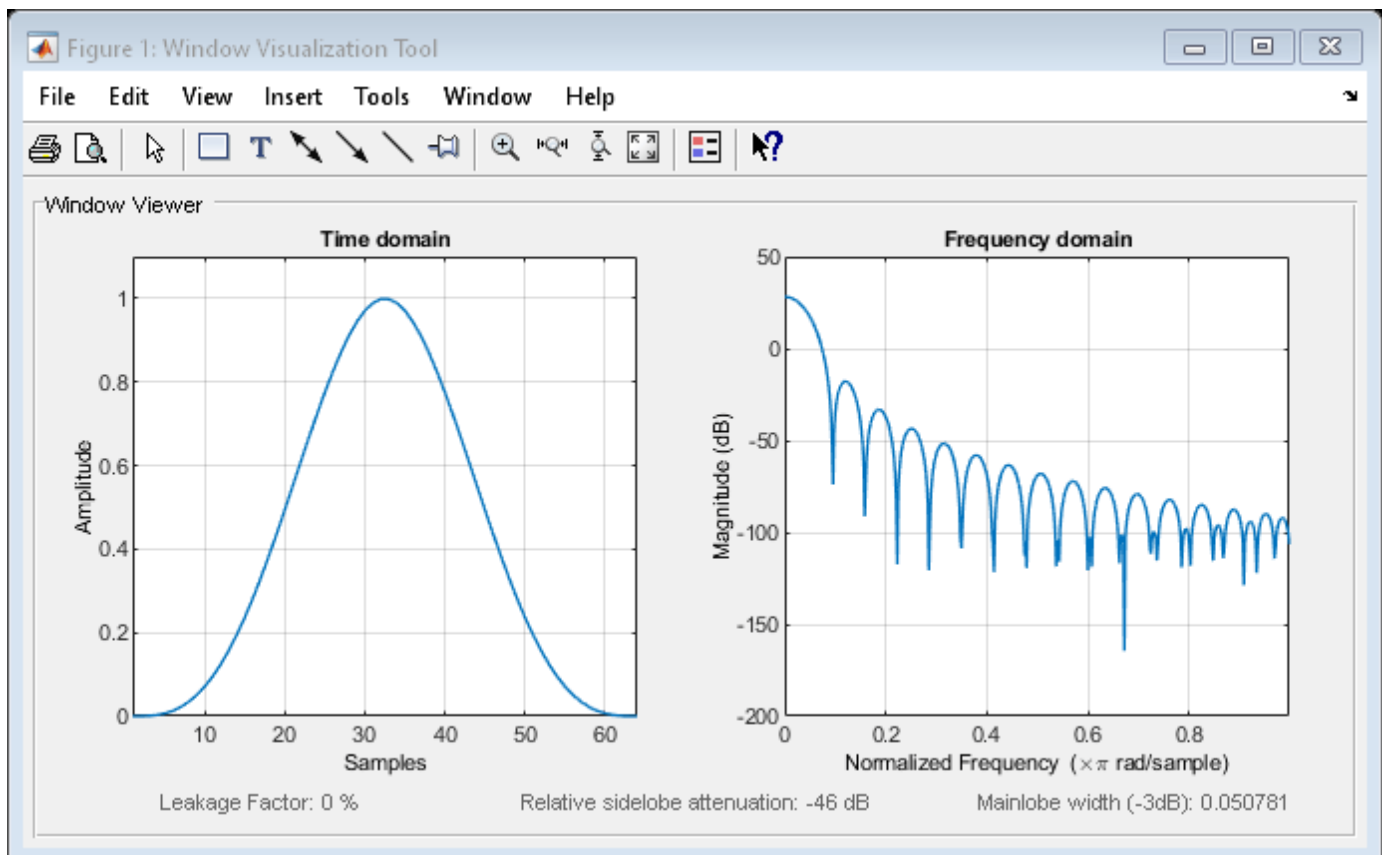 Figure 1: Window Visualization Tool
File Edit View Insert Tools Window Help
T
?
Window Viewer
Time domain
1
0.8
0.6
0.4
0.2
0
Amplitude
10 20 30 40 50 60
Samples
Frequency domain
50
0
-50
-100
-150
-200
Magnitude (dB)
0 0.2 0.4 0.6 0.8
Normalized Frequency (×π rad/sample)
Leakage Factor: 0 % Relative sidelobe attenuation: -46 dB Mainlobe width (-3dB): 0.050781